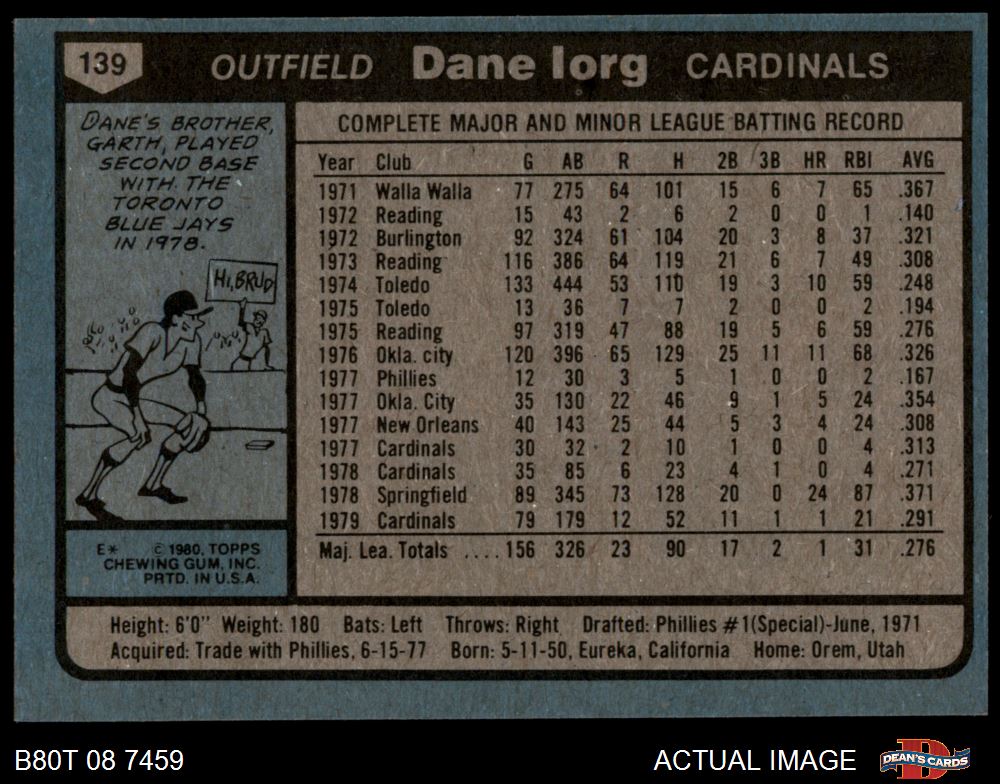 139 OUTFIELD Dane Iorg CARDINALS
DANE'S BROTHER,
GARTH, PLAYED
SECOND BASE
WITH THE
TORONTO
BLUE JAYS
IN 1978.
HI, BRUD
E* © 1980, TOPPS
CHEWING GUM, INC.
PRTD. IN U.S.A.
COMPLETE MAJOR AND MINOR LEAGUE BATTING RECORD
Year Club G AB R H 2B 3B HR RBI AVG
1971 Walla Walla 77 275 64 101 15 6 7 65 .367
1972 Reading 15 43 2 6 2 0 0 1 .140
1972 Burlington 92 324 61 104 20 3 8 37 .321
1973 Reading 116 386 64 119 21 6 7 49 .308
1974 Toledo 133 444 53 110 19 3 10 59 .248
1975 Toledo 13 36 7 7 2 0 0 2 .194
1975 Reading 97 319 47 88 19 5 6 59 .276
1976 Okla. city 120 396 65 129 25 11 11 68 .326
1977 Phillies 12 30 3 5 1 0 0 2 .167
1977 Okla. City 35 130 22 46 9 1 5 24 .354
1977 New Orleans 40 143 25 44 5 3 4 24 .308
1977 Cardinals 30 32 2 10 1 0 0 4 .313
1978 Cardinals 35 85 6 23 4 1 0 4 .271
1978 Springfield 89 345 73 128 20 0 24 87 .371
1979 Cardinals 79 179 12 52 11 1 1 21 .291
Maj. Lea. Totals .... 156 326 23 90 17 2 1 31 .276
Height: 6'0" Weight: 180 Bats: Left Throws: Right Drafted: Phillies #1(Special)-June, 1971
Acquired: Trade with Phillies, 6-15-77 Born: 5-11-50, Eureka, California Home: Orem, Utah
B80T 08 7459 ACTUAL IMAGE DEAN'S CARDS